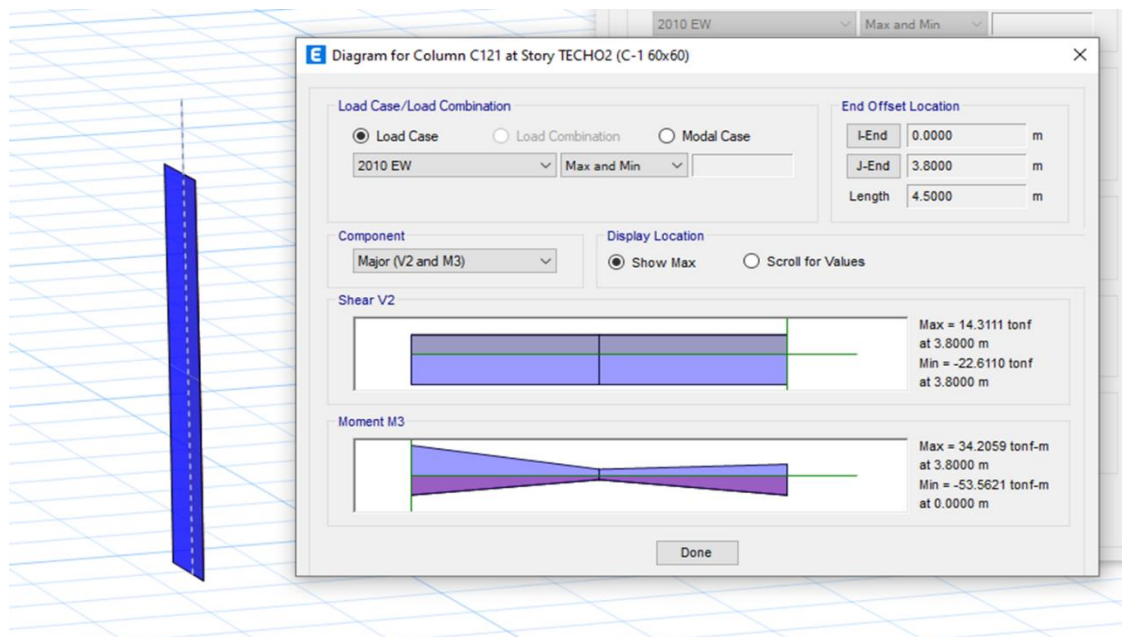 2010 EW
Max and Min
E Diagram for Column C121 at Story TECHO2 (C-1 60x60)
Load Case/Load Combination
Load Case
Load Combination
Modal Case
2010 EW
Max and Min
End Offset Location
I-End 0.0000 m
J-End 3.8000 m
Length 4.5000 m
Component
Major (V2 and M3)
Display Location
Show Max
Scroll for Values
Shear V2
Max = 14.3111 tonf
at 3.8000 m
Min = -22.6110 tonf
at 3.8000 m
Moment M3
Max = 34.2059 tonf-m
at 3.8000 m
Min = -53.5621 tonf-m
at 0.0000 m
Done